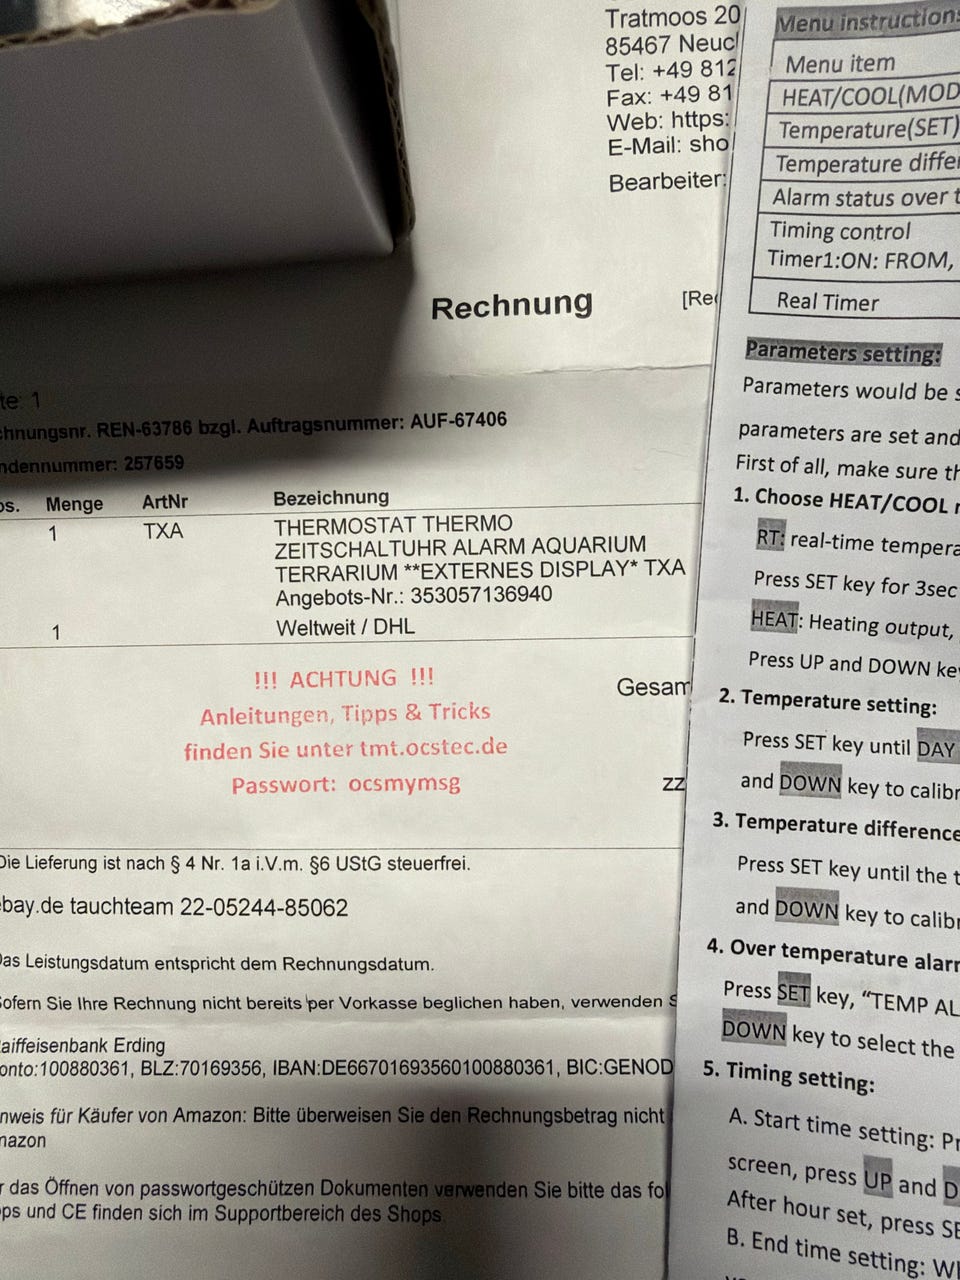 Tratmoos 20
85467 Neuc
Tel: +49 812
Fax: +49 81
Web: https:
E-Mail: sho
Bearbeiter:
Rechnung
[Re
te: 1
chnungsnr. REN-63786 bzgl. Auftragsnummer: AUF-67406
ndennummer: 257659
os. Menge ArtNr Bezeichnung
1 TXA THERMOSTAT THERMO
ZEITSCHALTUHR ALARM AQUARIUM
TERRARIUM **EXTERNES DISPLAY* TXA
Angebots-Nr.: 353057136940
1 Weltweit / DHL
!!! ACHTUNG !!!
Gesam
Anleitungen, Tipps & Tricks
finden Sie unter tmt.ocstec.de
Passwort: ocsmymsg
zz
Die Lieferung ist nach § 4 Nr. 1a i.V.m. §6 UStG steuerfrei.
bay.de tauchteam 22-05244-85062
as Leistungsdatum entspricht dem Rechnungsdatum.
ofern Sie Ihre Rechnung nicht bereits per Vorkasse beglichen haben, verwenden S
aiffeisenbank Erding
onto:100880361, BLZ:70169356, IBAN:DE66701693560100880361, BIC:GENOD
nweis für Käufer von Amazon: Bitte überweisen Sie den Rechnungsbetrag nicht
mazon
r das Öffnen von passwortgeschützen Dokumenten verwenden Sie bitte das fol
ps und CE finden sich im Supportbereich des Shops
Menu instructions
Menu item
HEAT/COOL(MOD
Temperature(SET)
Temperature differ
Alarm status over t
Timing control
Timer1:ON: FROM,
Real Timer
Parameters setting:
Parameters would be s
parameters are set and
First of all, make sure th
1. Choose HEAT/COOL
RT: real-time tempera
Press SET key for 3sec
HEAT: Heating output,
Press UP and DOWN key
2. Temperature setting:
Press SET key until DAY
and DOWN key to calibr
3. Temperature difference
Press SET key until the t
and DOWN key to calibr
4. Over temperature alarm
Press SET key, “TEMP AL
DOWN key to select the
5. Timing setting:
A. Start time setting: Pr
screen, press UP and D
After hour set, press SE
B. End time setting: Wh